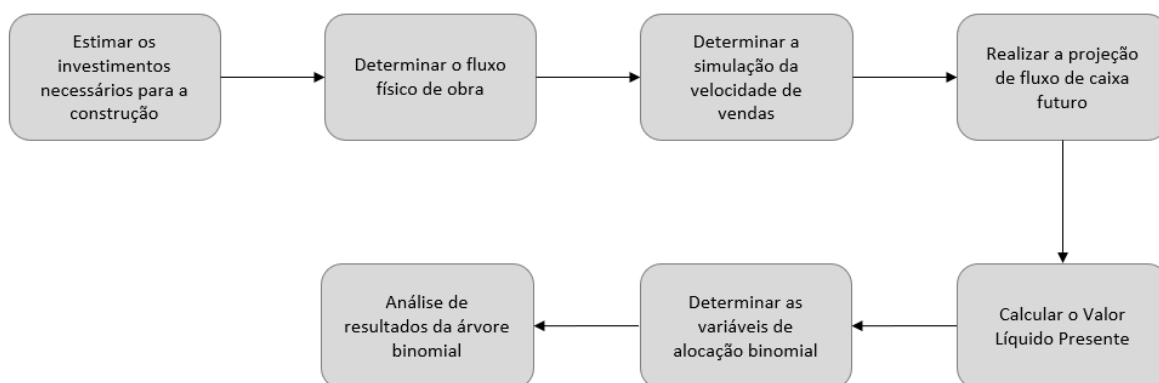 Estimar os
investimentos
necessários para a
construção
Determinar o fluxo
físico de obra
Determinar a
simulação da
velocidade de
vendas
Realizar a projeção
de fluxo de caixa
futuro
Calcular o Valor
Líquido Presente
Determinar as
variáveis de
alocação binomial
Análise de
resultados da árvore
binomial